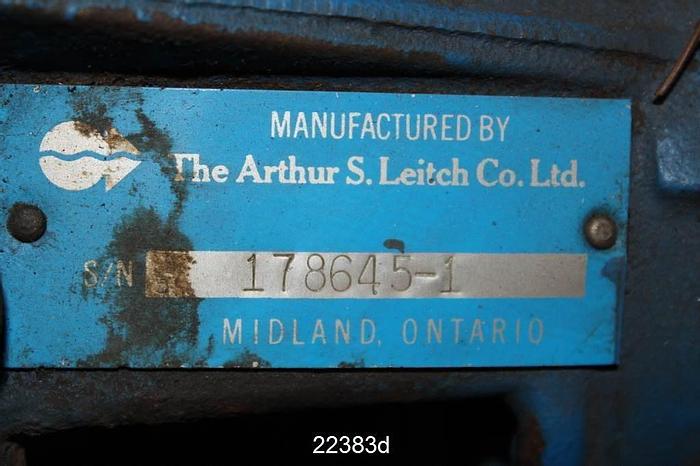 MANUFACTURED BY
The Arthur S. Leitch Co. Ltd.
S/N 178645-1
MIDLAND, ONTARIO
22383d